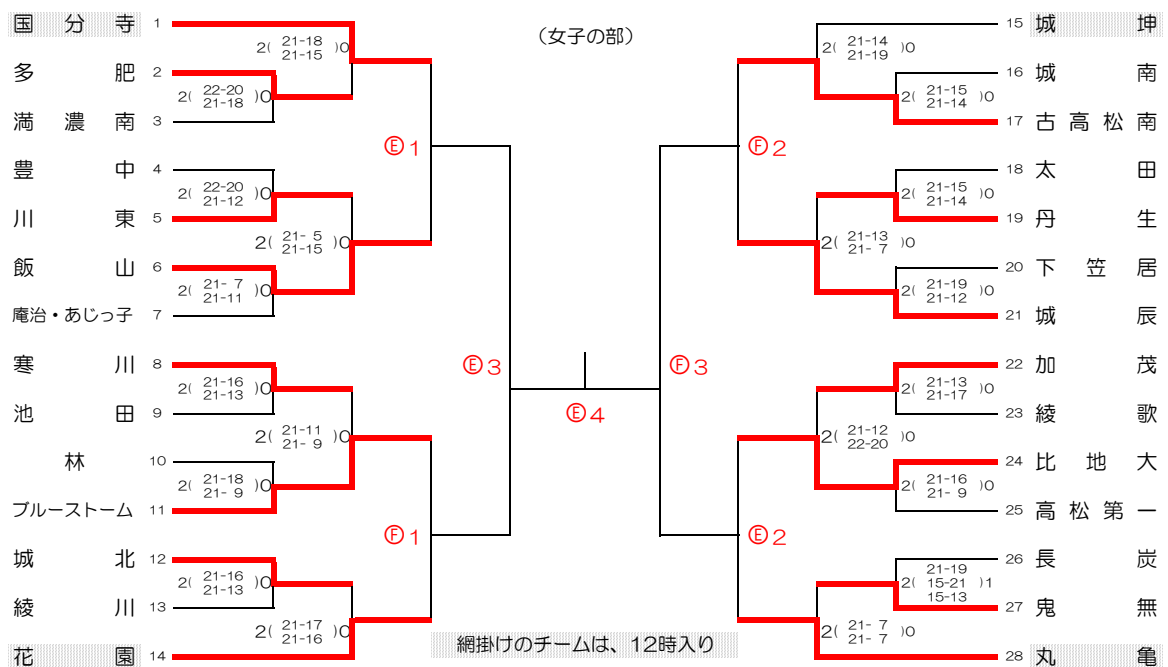 （女子の部）
国分寺 1
2( 21-18 )0
21-15
多肥 2
2( 22-20 )0
21-18
満濃南 3
Ⓔ1
豊中 4
2( 22-20 )0
21-12
川東 5
2( 21- 5 )0
21-15
飯山 6
2( 21- 7 )0
21-11
庵治・あじっ子 7
Ⓔ3
寒川 8
2( 21-16 )0
21-13
池田 9
2( 21-11 )0
21- 9
林 10
2( 21-18 )0
21- 9
ブルーストーム 11
Ⓕ1
城北 12
2( 21-16 )0
21-13
綾川 13
2( 21-17 )0
21-16
花園 14
Ⓔ4
15 城坤
2( 21-14 )0
21-19
16 城南
2( 21-15 )0
21-14
17 古高松南
Ⓕ2
18 太田
2( 21-15 )0
21-14
19 丹生
2( 21-13 )0
21- 7
20 下笠居
2( 21-19 )0
21-12
21 城辰
Ⓕ3
22 加茂
2( 21-13 )0
21-17
23 綾歌
2( 21-12 )0
22-20
24 比地大
2( 21-16 )0
21- 9
25 高松第一
Ⓔ2
26 長炭
21-19
2( 15-21 )1
15-13
27 鬼無
2( 21- 7 )0
21- 7
28 丸亀
網掛けのチームは、12時入り